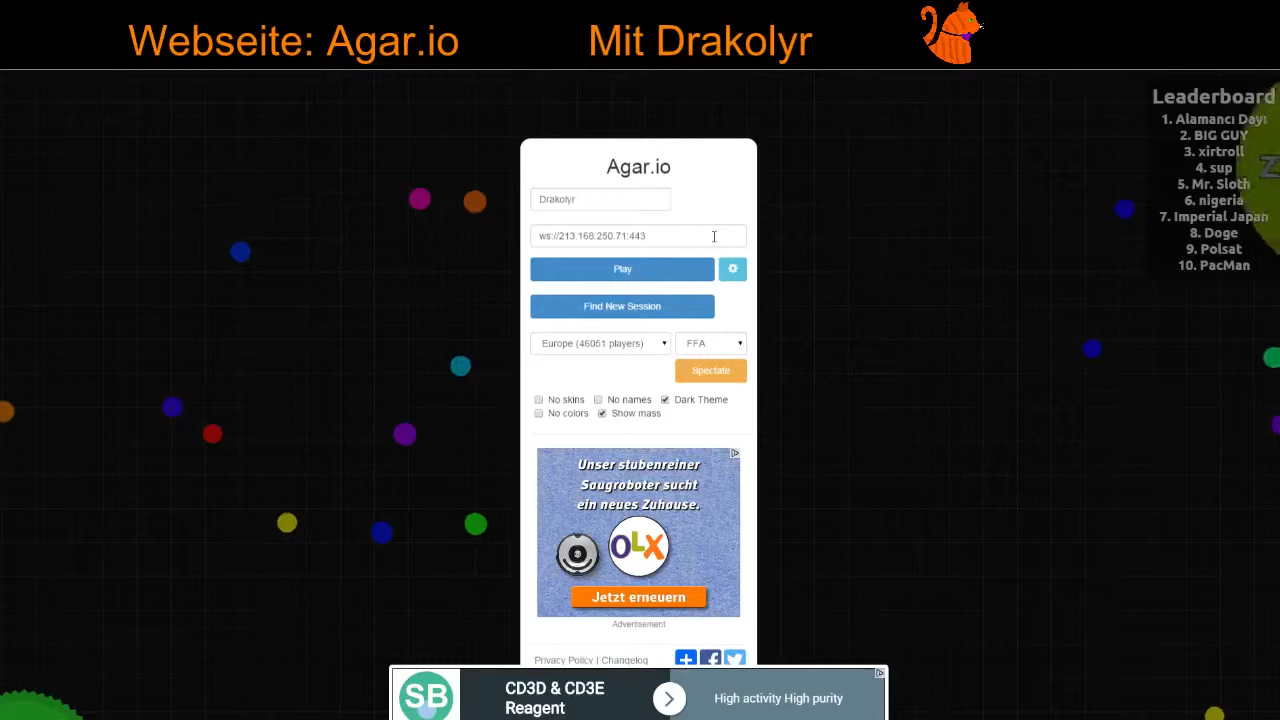 Webseite: Agar.io
Mit Drakolyr
Leaderboard
1. Alamancı Dayı
2. BIG GUY
3. xirtroll
4. sup
5. Mr. Sloth
6. nigeria
7. Imperial Japan
8. Doge
9. Polsat
10. PacMan
Z
Agar.io
Drakolyr
ws://213.168.250.71:443
Play
Find New Session
Europe (46051 players)
FFA
Spectate
No skins No names Dark Theme
No colors Show mass
Unser stubenreiner
Saugroboter sucht
ein neues Zuhause.
OLX
Jetzt erneuern
Advertisement
Privacy Policy | Changelog
SB
CD3D & CD3E
Reagent
High activity High purity